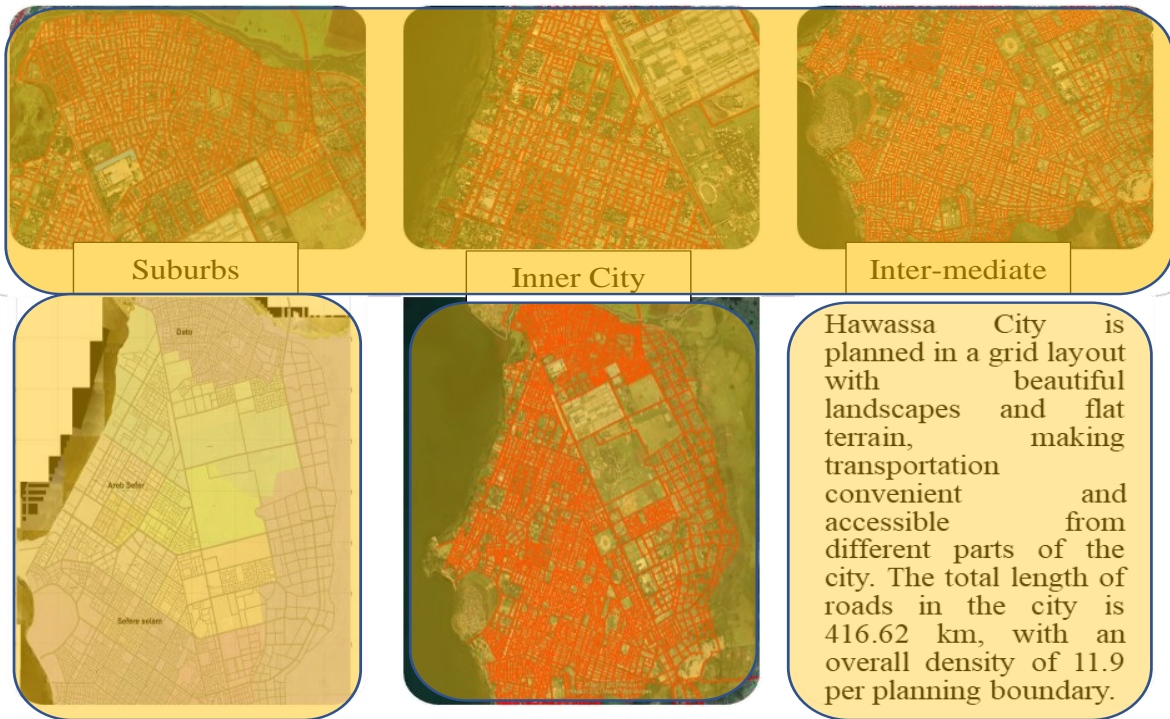 Suburbs
Inner City
Inter-mediate
Dato
Areb Sefer
Sefere selam
Hawassa City is
planned in a grid layout
with beautiful
landscapes and flat
terrain, making
transportation
convenient and
accessible from
different parts of the
city. The total length of
roads in the city is
416.62 km, with an
overall density of 11.9
per planning boundary.